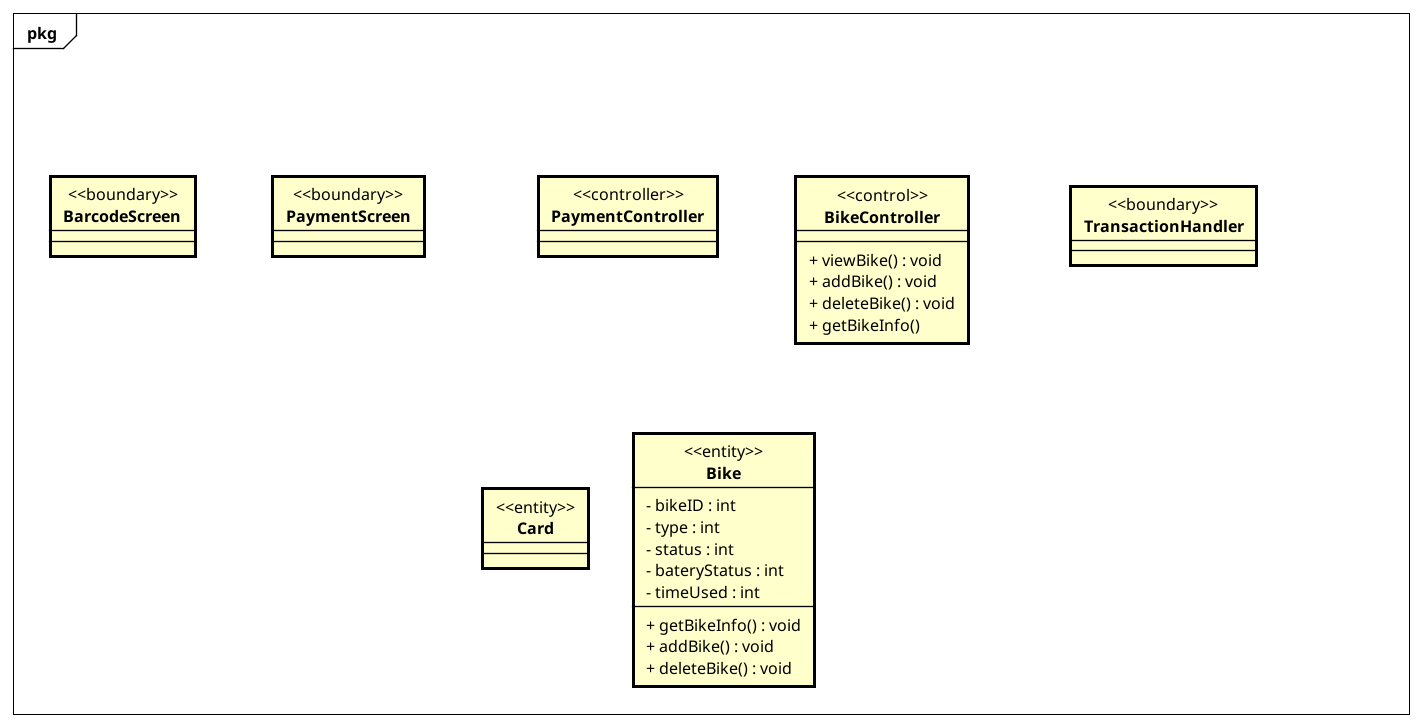 pkg
<<boundary>>
BarcodeScreen
<<boundary>>
PaymentScreen
<<controller>>
PaymentController
<<control>>
BikeController
+ viewBike() : void
+ addBike() : void
+ deleteBike() : void
+ getBikeInfo()
<<boundary>>
TransactionHandler
<<entity>>
Card
<<entity>>
Bike
- bikeID : int
- type : int
- status : int
- bateryStatus : int
- timeUsed : int
+ getBikeInfo() : void
+ addBike() : void
+ deleteBike() : void